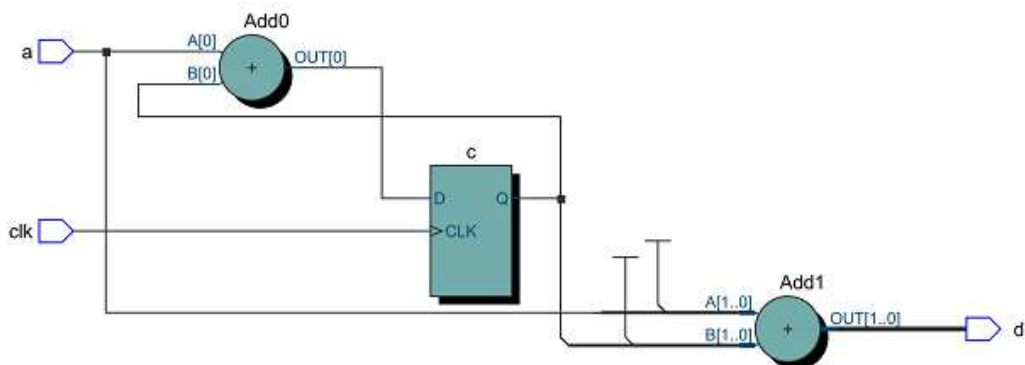 Add0
a
A[0]
B[0]
+
OUT[0]
c
D
Q
clk
CLK
Add1
A[1..0]
B[1..0]
+
OUT[1..0]
d